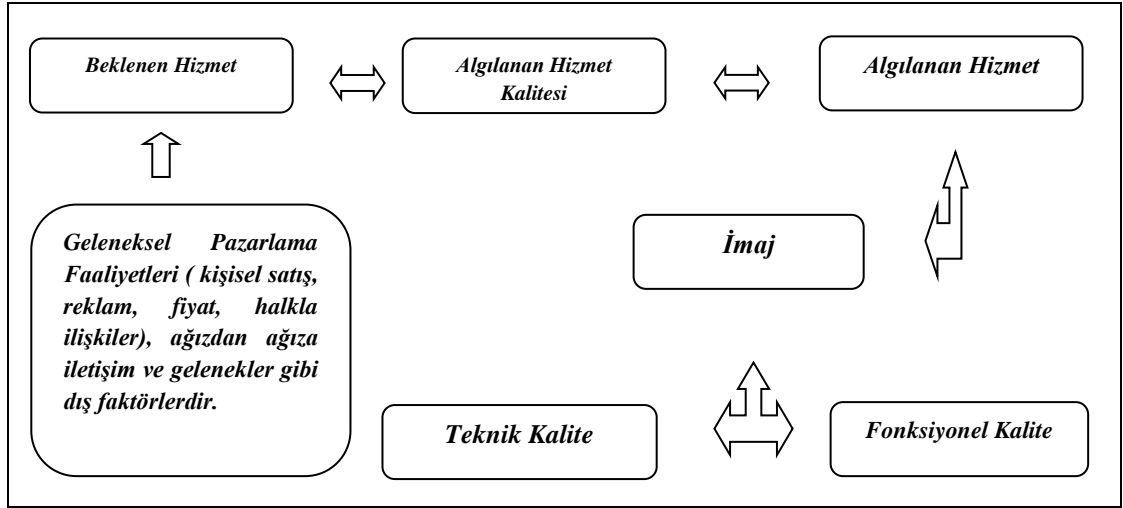 Beklenen Hizmet
Algılanan Hizmet
Kalitesi
Algılanan Hizmet
Geleneksel Pazarlama
Faaliyetleri ( kişisel satış,
reklam, fiyat, halkla
ilişkiler), ağızdan ağıza
iletişim ve gelenekler gibi
dış faktörlerdir.
İmaj
Teknik Kalite
Fonksiyonel Kalite